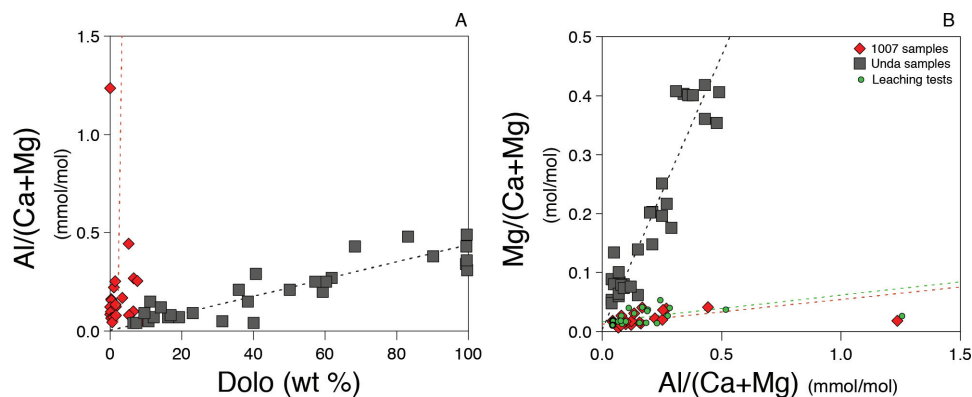 A
1.5
1.0
0.5
0.0
0
20
40
60
80
100
Al/(Ca+Mg)
(mmol/mol)
Dolo (wt %)
B
0.5
0.4
0.3
0.2
0.1
0.0
0.0
0.5
1.0
1.5
Mg/(Ca+Mg)
(mol/mol)
Al/(Ca+Mg) (mmol/mol)
1007 samples
Unda samples
Leaching tests